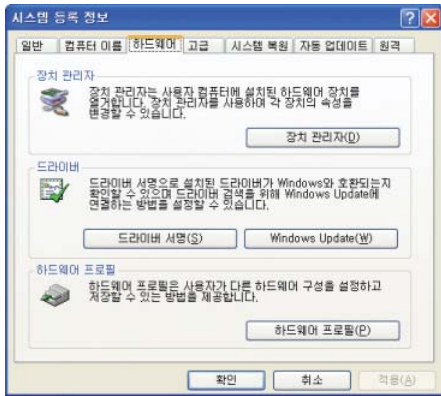 시스템 등록 정보
일반 컴퓨터 이름 하드웨어 고급 시스템 복원 자동 업데이트 원격
장치 관리자
장치 관리자는 사용자 컴퓨터에 설치된 하드웨어 장치를
열거합니다. 장치 관리자를 사용하여 각 장치의 속성을
변경할 수 있습니다.
장치 관리자(D)
드라이버
드라이버 서명으로 설치된 드라이버가 Windows와 호환되는지
확인할 수 있으며 드라이버 검색을 위해 Windows Update에
연결하는 방법을 설정할 수 있습니다.
드라이버 서명(S) Windows Update(W)
하드웨어 프로필
하드웨어 프로필은 사용자가 다른 하드웨어 구성을 설정하고
저장할 수 있는 방법을 제공합니다.
하드웨어 프로필(P)
확인 취소 적용(A)